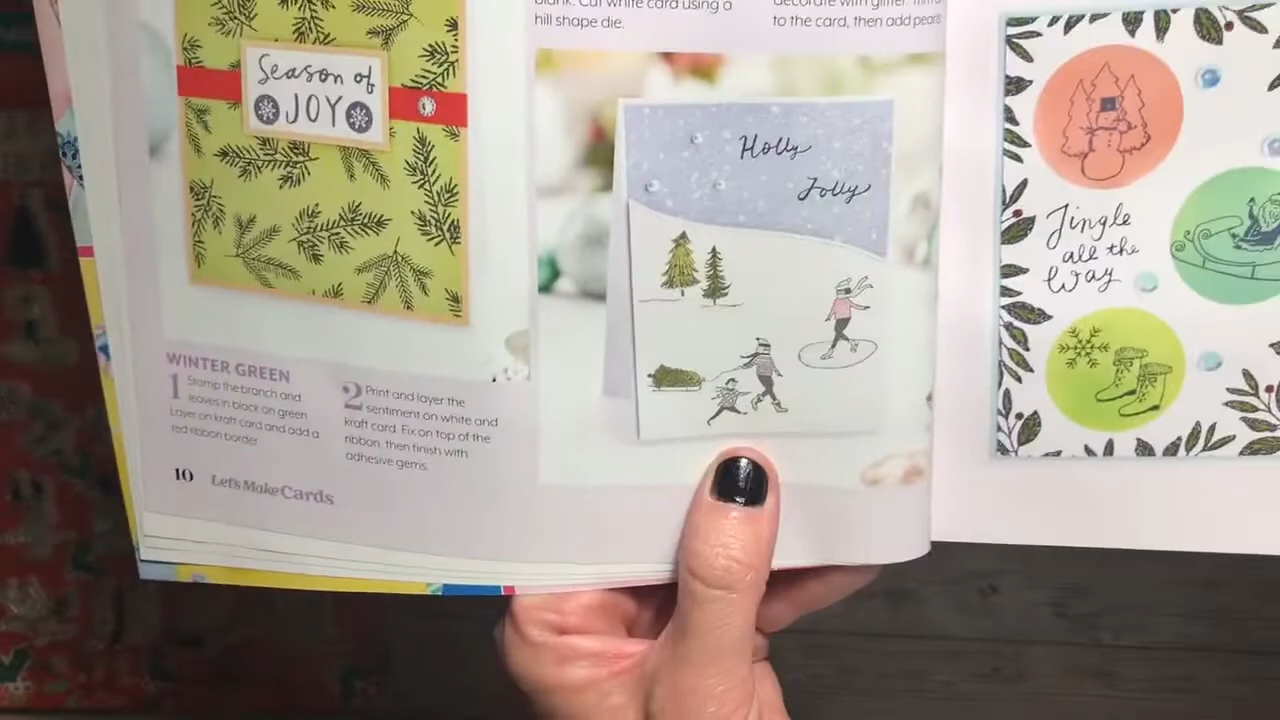 blank. Cut white card using a
hill shape die.
to the card, then add pearls
Season of
JOY
Holly
Jolly
Jingle
all the
Way
WINTER GREEN
1 Stamp the branch and
leaves in black on green
Layer on kraft card and add a
red ribbon border.
2 Print and layer the
sentiment on white and
kraft card. Fix on top of the
ribbon, then finish with
adhesive gems.
10 Let's Make Cards